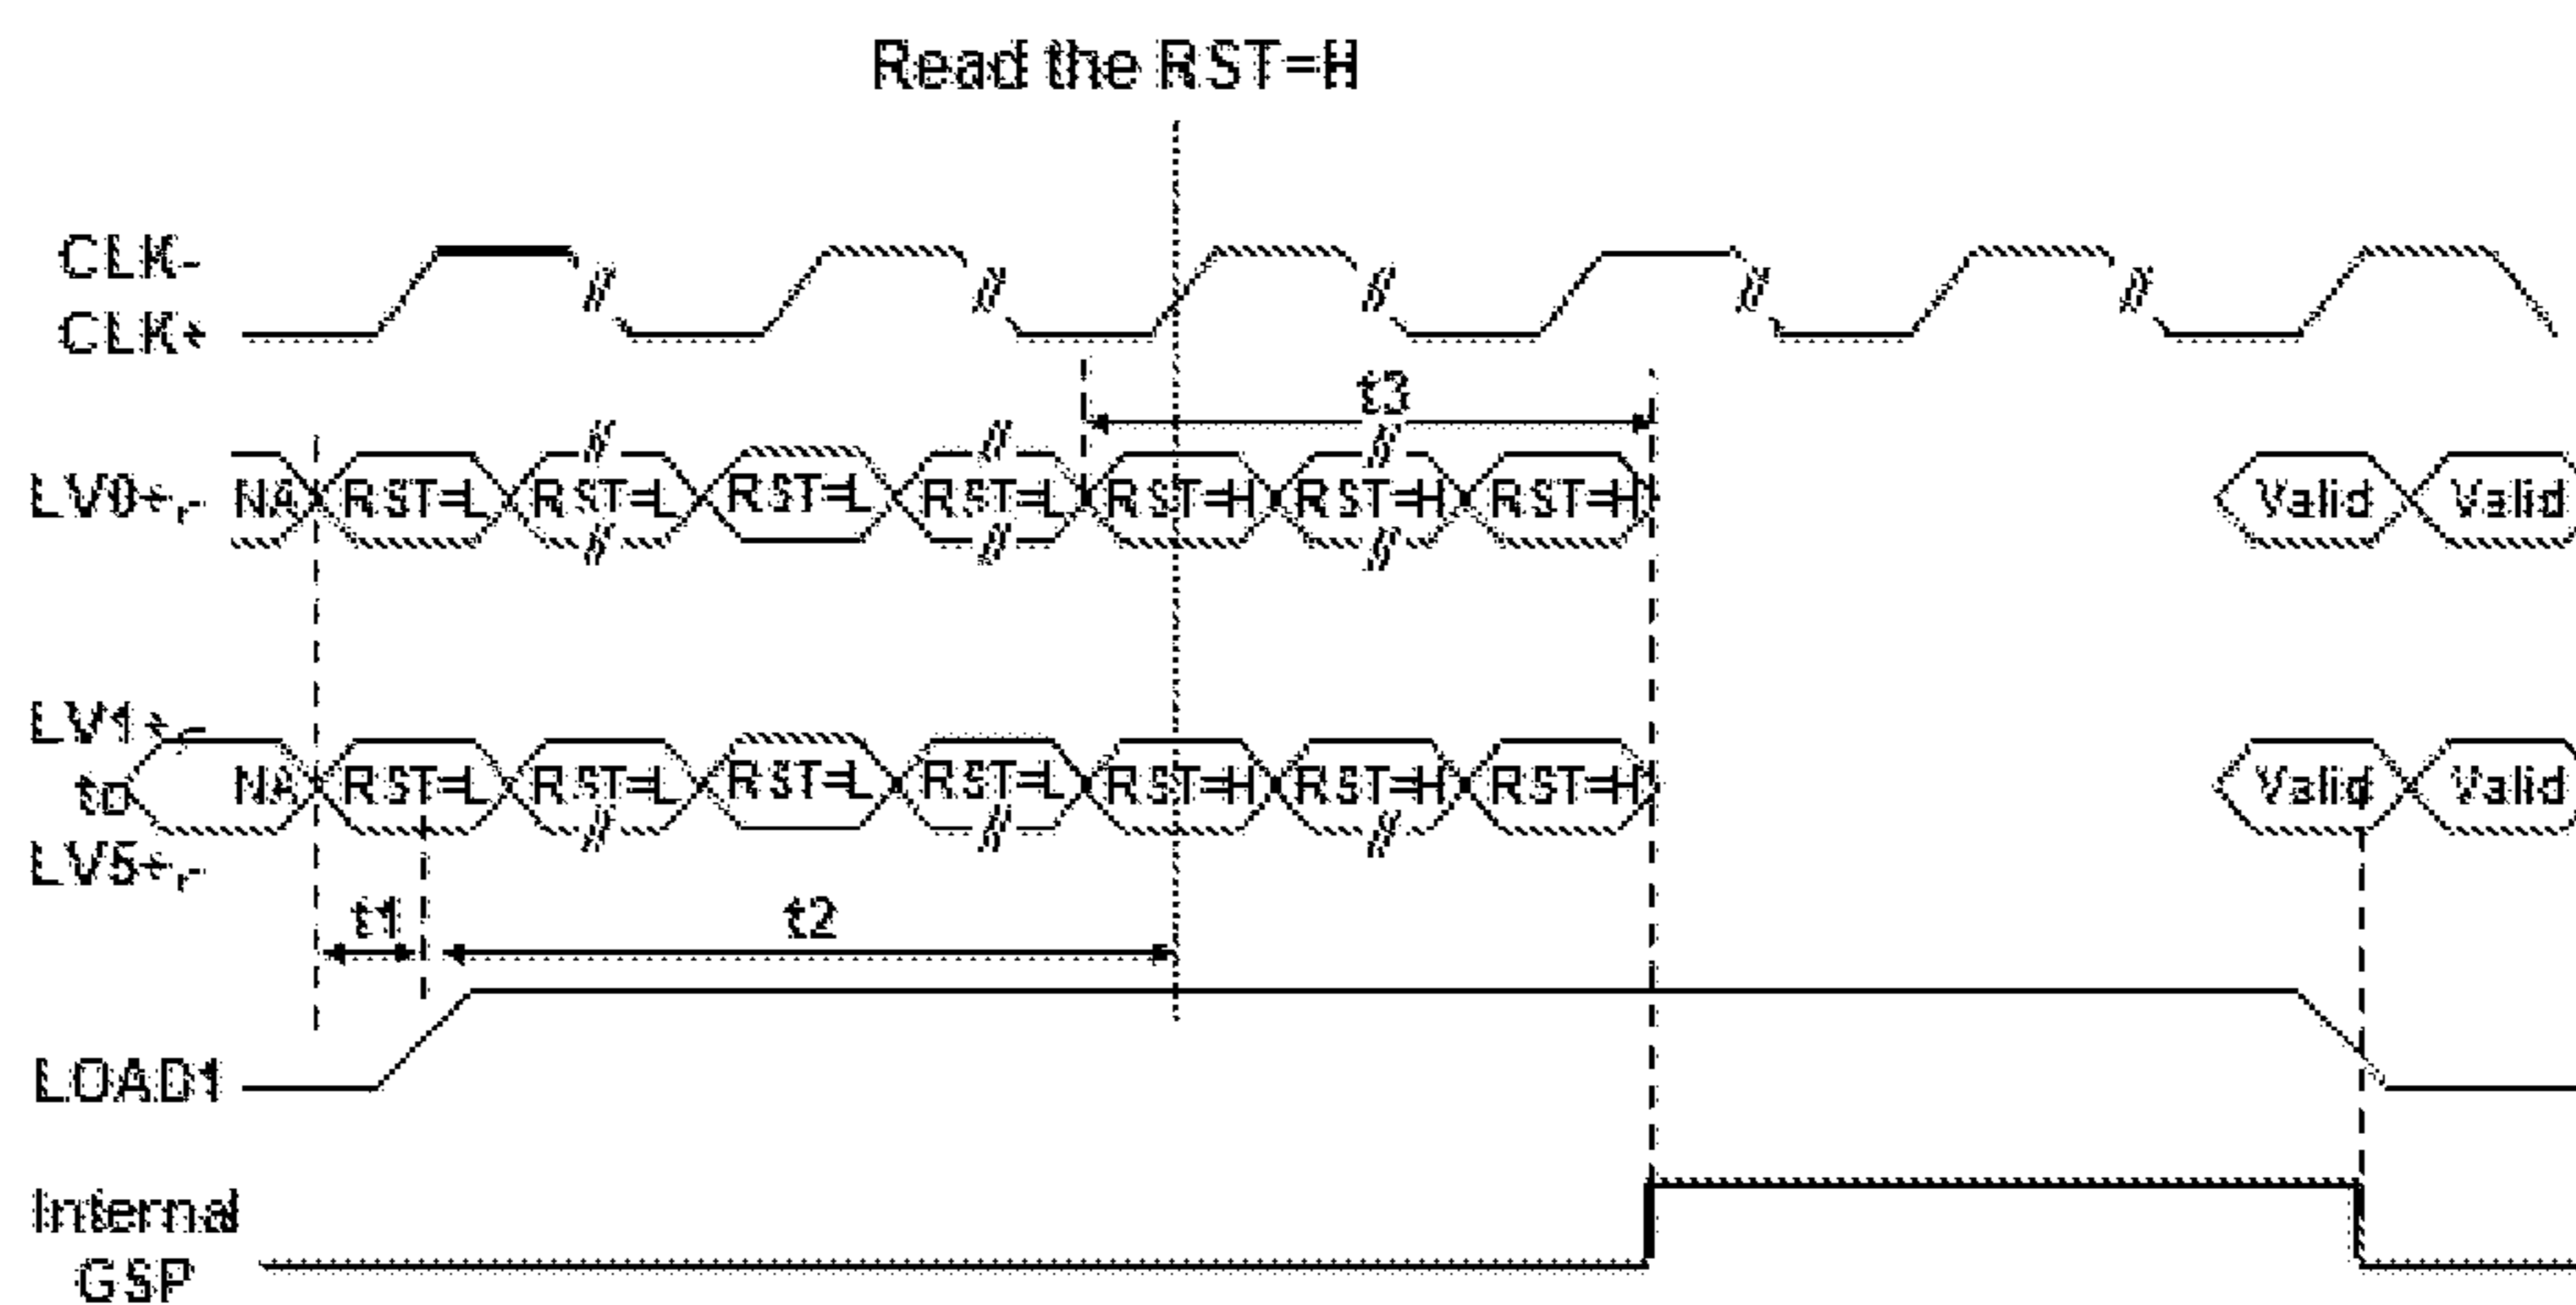 Read the RST=H
CLK-
CLK+
t3
LV0+,- NA RST=L RST=L RST=L RST=L RST=H RST=H RST=H Valid Valid
LV1+,-
to NA RST=L RST=L RST=L RST=L RST=H RST=H RST=H Valid Valid
LV5+,-
t1 t2
LOAD1
Internal
GSP